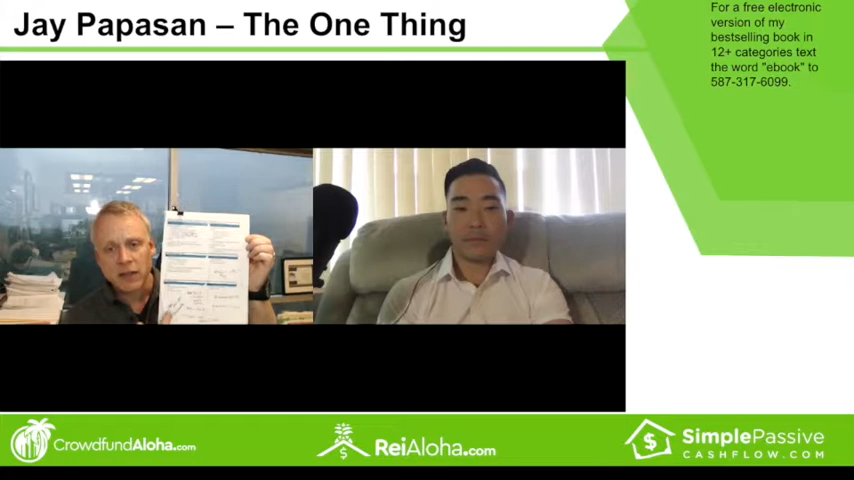 Jay Papasan – The One Thing
For a free electronic
version of my
bestselling book in
12+ categories text
the word "ebook" to
587-317-6099.
CrowdfundAloha.com
ReiAloha.com
SimplePassive
CASHFLOW.COM